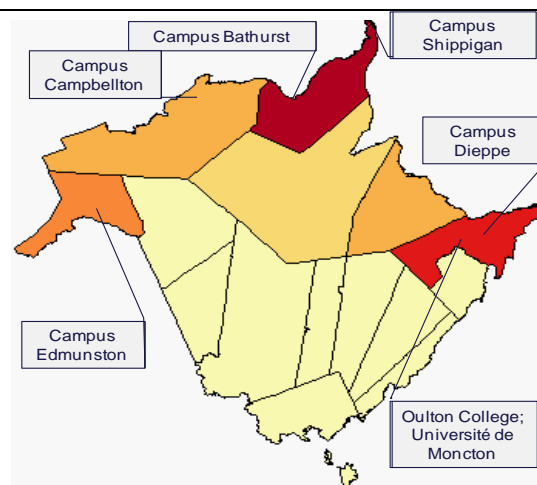 Campus Bathurst
Campus
Shippigan
Campus
Campbellton
Campus
Dieppe
Campus
Edmunston
Oulton College;
Université de
Moncton